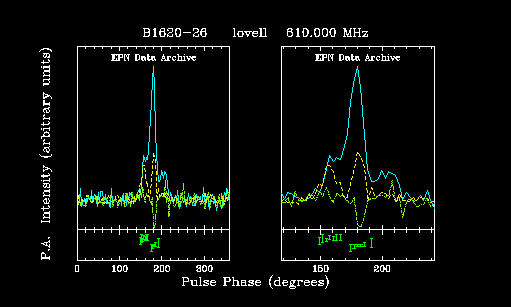 B1620-26 lovell 610.000 MHz
EPN Data Archive EPN Data Archive
P.A. Intensity (arbitrary units)
0 100 200 300 150 200
Pulse Phase (degrees)